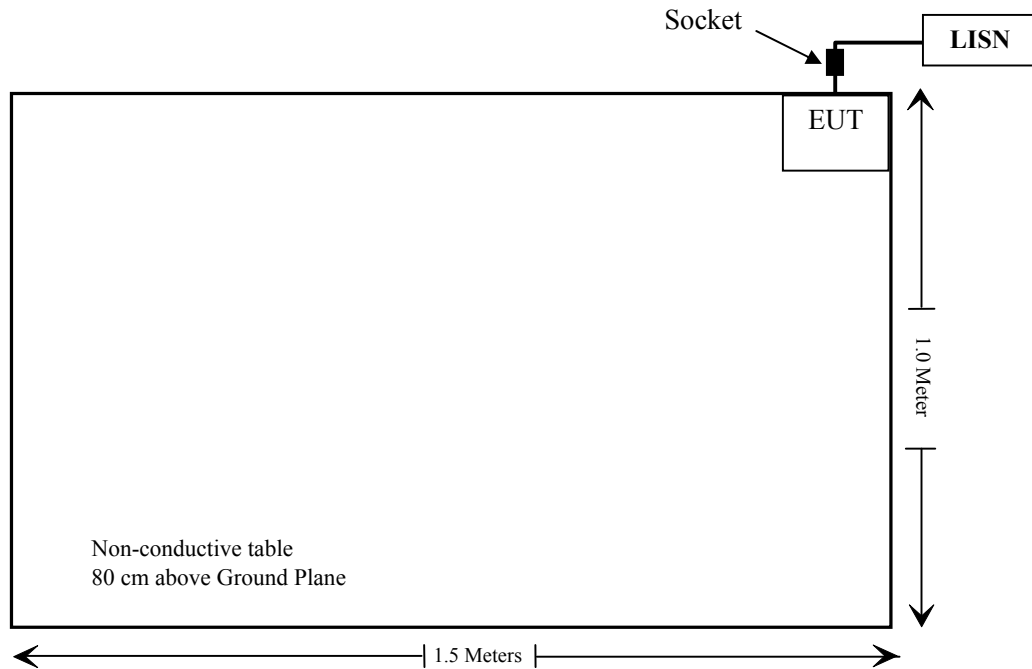 Socket
LISN
EUT
1.0 Meter
Non-conductive table
80 cm above Ground Plane
1.5 Meters